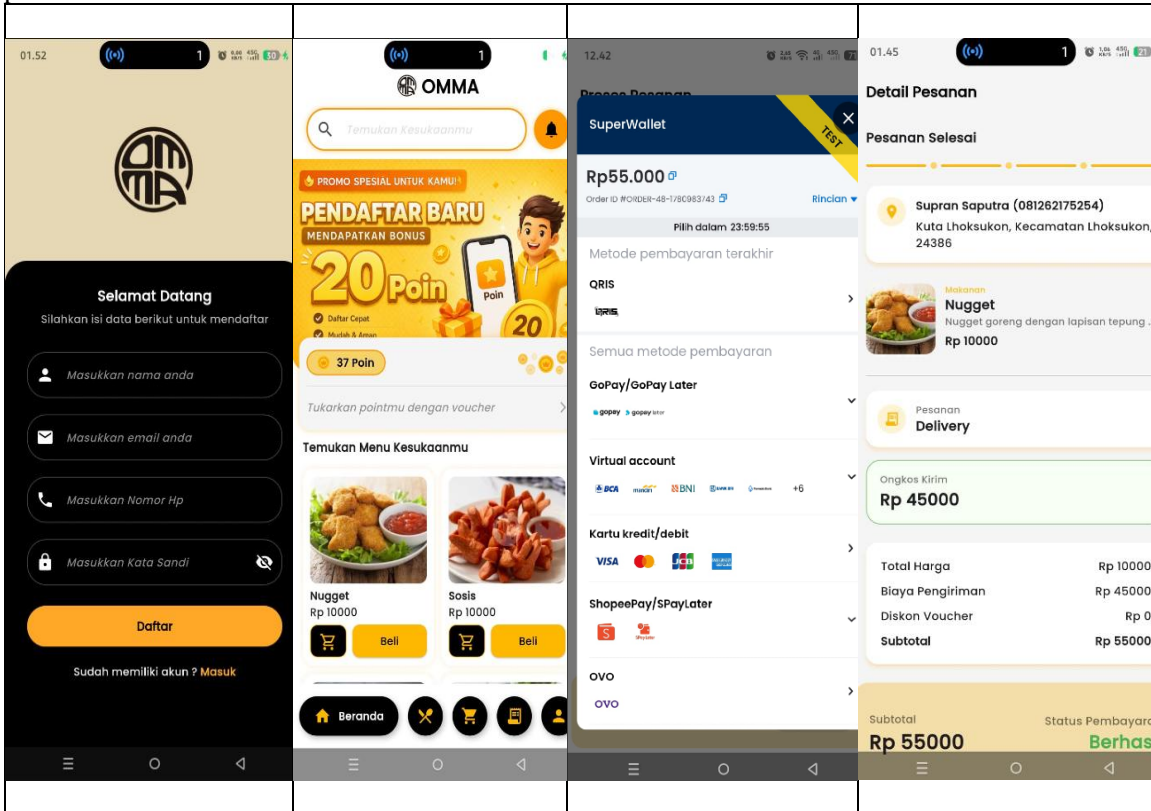 01.52
1
50
OMMA
Selamat Datang
Silahkan isi data berikut untuk mendaftar
Masukkan nama anda
Masukkan email anda
Masukkan Nomor Hp
Masukkan Kata Sandi
Daftar
Sudah memiliki akun ? Masuk
1
OMMA
Temukan Kesukaanmu
PROMO SPESIAL UNTUK KAMU!
PENDAFTAR BARU
MENDAPATKAN BONUS
20 Poin
Poin
Daftar Cepat
Mudah & Aman
20
37 Poin
Tukarkan pointmu dengan voucher
Temukan Menu Kesukaanmu
Nugget
Rp 10000
Beli
Sosis
Rp 10000
Beli
Beranda
12.42
Proses Pesanan
SuperWallet
TEST
Rp55.000
Rincian
Pilih dalam 23:59:55
Metode pembayaran terakhir
QRIS
QRIS
Semua metode pembayaran
GoPay/GoPay Later
gopay gopay later
Virtual account
BCA mandiri BNI +6
Kartu kredit/debit
VISA JCB
ShopeePay/SPayLater
S SPayLater
OVO
OVO
01.45
1
21
Detail Pesanan
Pesanan Selesai
Supran Saputra (081262175254)
Kuta Lhoksukon, Kecamatan Lhoksukon,
24386
Makanan
Nugget
Nugget goreng dengan lapisan tepung ..
Rp 10000
Pesanan
Delivery
Ongkos Kirim
Rp 45000
Total Harga Rp 10000
Biaya Pengiriman Rp 45000
Diskon Voucher Rp 0
Subtotal Rp 55000
Subtotal
Rp 55000
Status Pembayara
Berhas